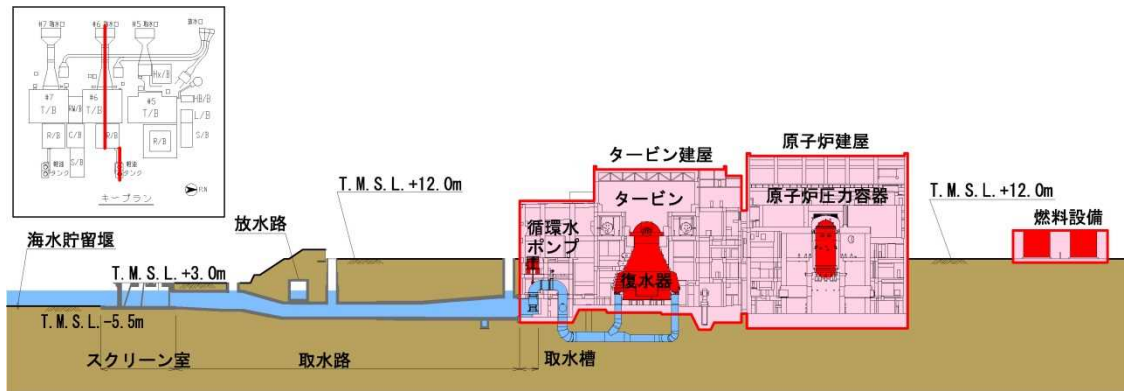 #7 取水口
#6 取水口
#5 取水口
放水口
Hx/B
#7
T/B
RW/B
#6
T/B
#5
T/B
HB/B
L/B
S/B
R/B
C/B
R/B
R/B
S/B
軽油
タンク
軽油
タンク
キープラン
海水貯留堰
T.M.S.L.+3.0m
T.M.S.L.-5.5m
スクリーン室
放水路
T.M.S.L.+12.0m
取水路
取水槽
循環水
ポンプ
タービン建屋
タービン
復水器
原子炉建屋
原子炉圧力容器
T.M.S.L.+12.0m
燃料設備